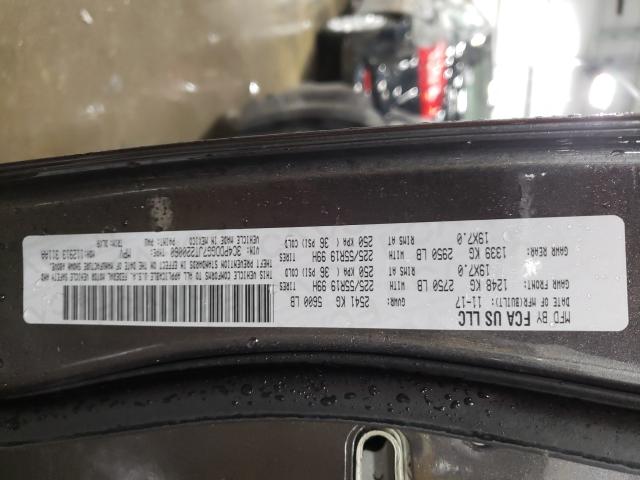 MFD BY FCA US LLC
DATE OF MFR(BUILT): 11-17
GVWR: 2541 KG 5600 LB
GAWR FRONT: 1248 KG 2750 LB WITH TIRES 225/55R19 99H
19X7.0 RIMS AT 250 KPA ( 36 PSI) COLD
GAWR REAR: 1339 KG 2950 LB WITH TIRES 225/55R19 99H
19X7.0 RIMS AT 250 KPA ( 36 PSI) COLD
THIS VEHICLE CONFORMS TO ALL APPLICABLE U.S.A. FEDERAL MOTOR VEHICLE SAFETY AND
THEFT PREVENTION STANDARDS IN EFFECT ON THE DATE OF MANUFACTURE SHOWN ABOVE.
TYPE: MPV
VEHICLE MADE IN MEXICO PAINT: PAU